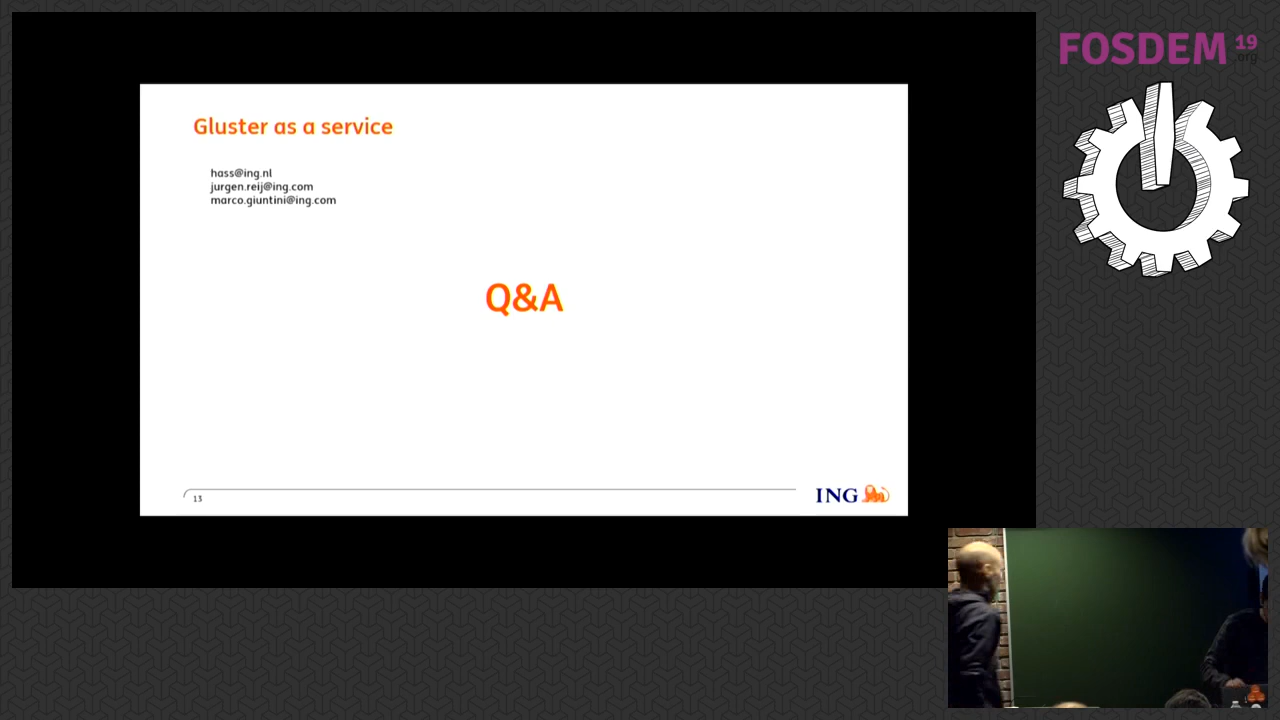 FOSDEM 19
.org
Gluster as a service
hass@ing.nl
jurgen.reij@ing.com
marco.giuntini@ing.com
Q&A
13
ING